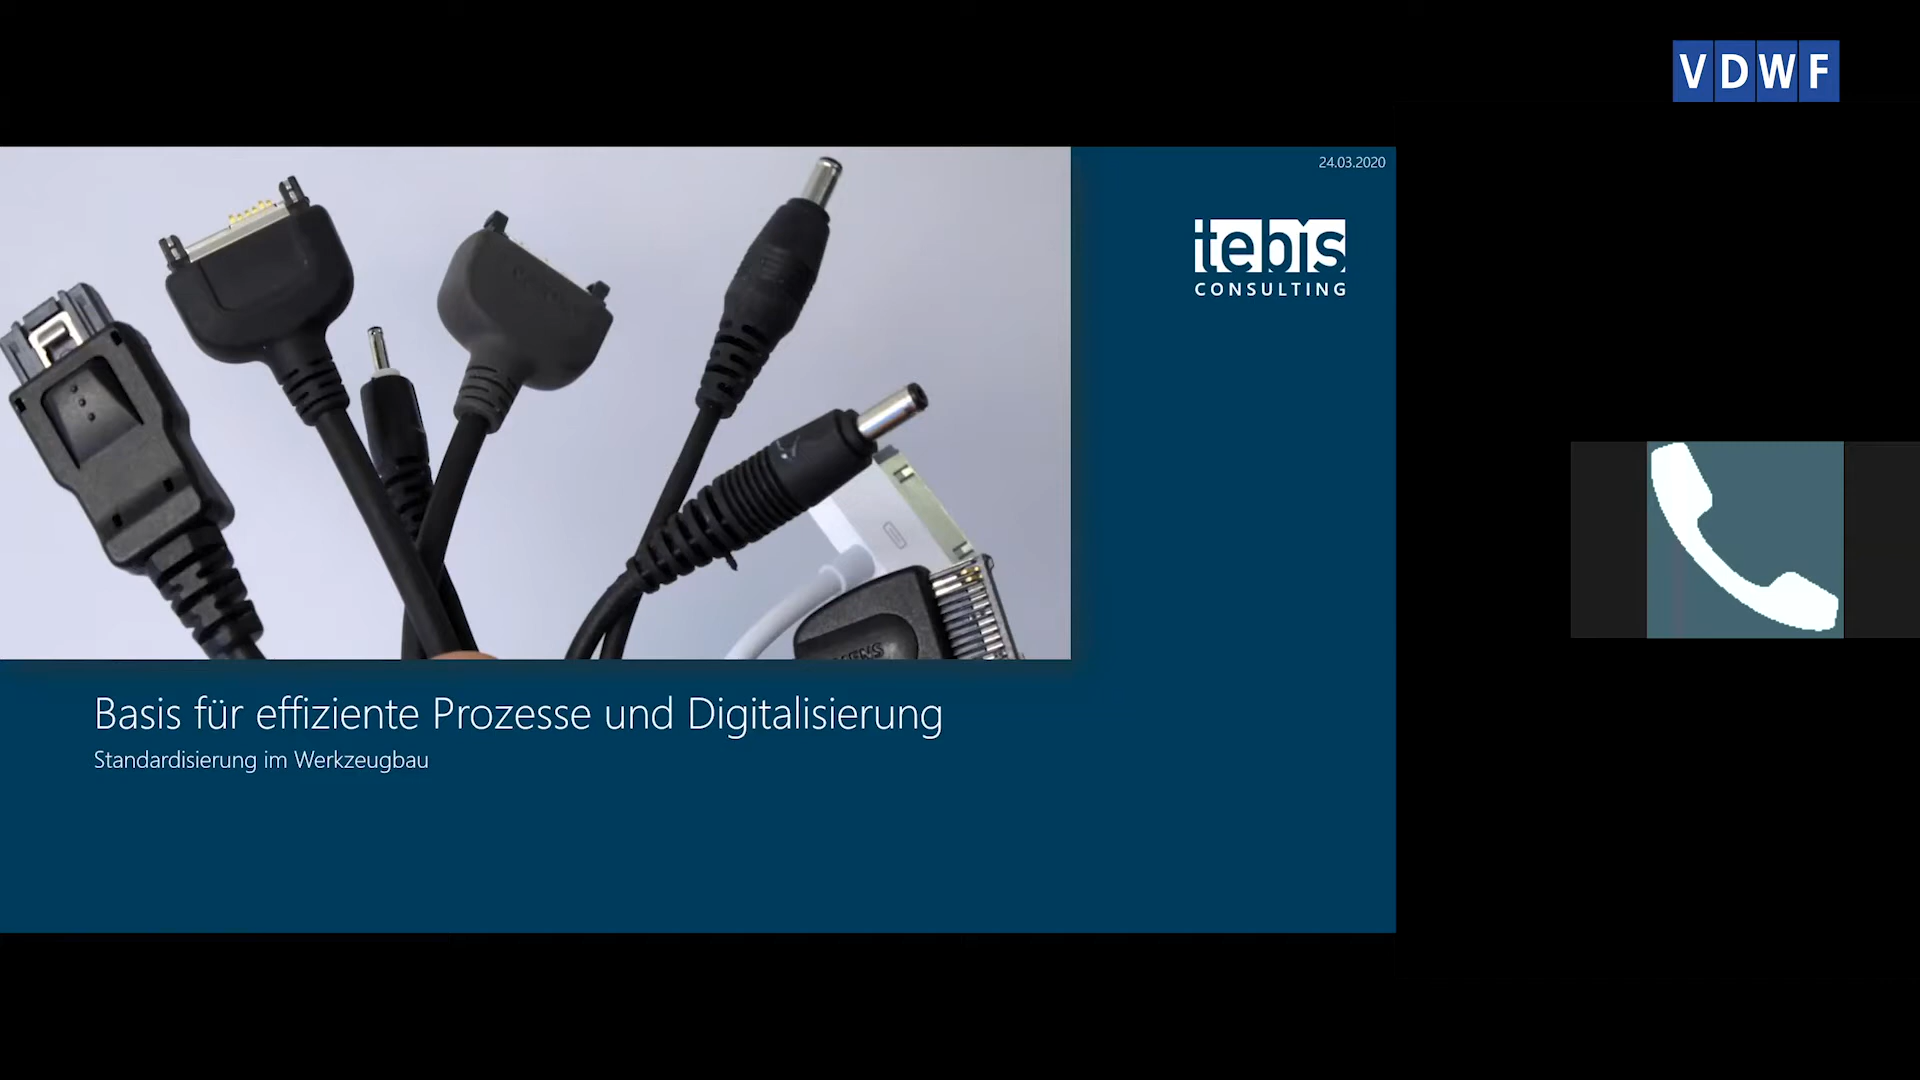 VDWF
24.03.2020
tebis
CONSULTING
Basis für effiziente Prozesse und Digitalisierung
Standardisierung im Werkzeugbau